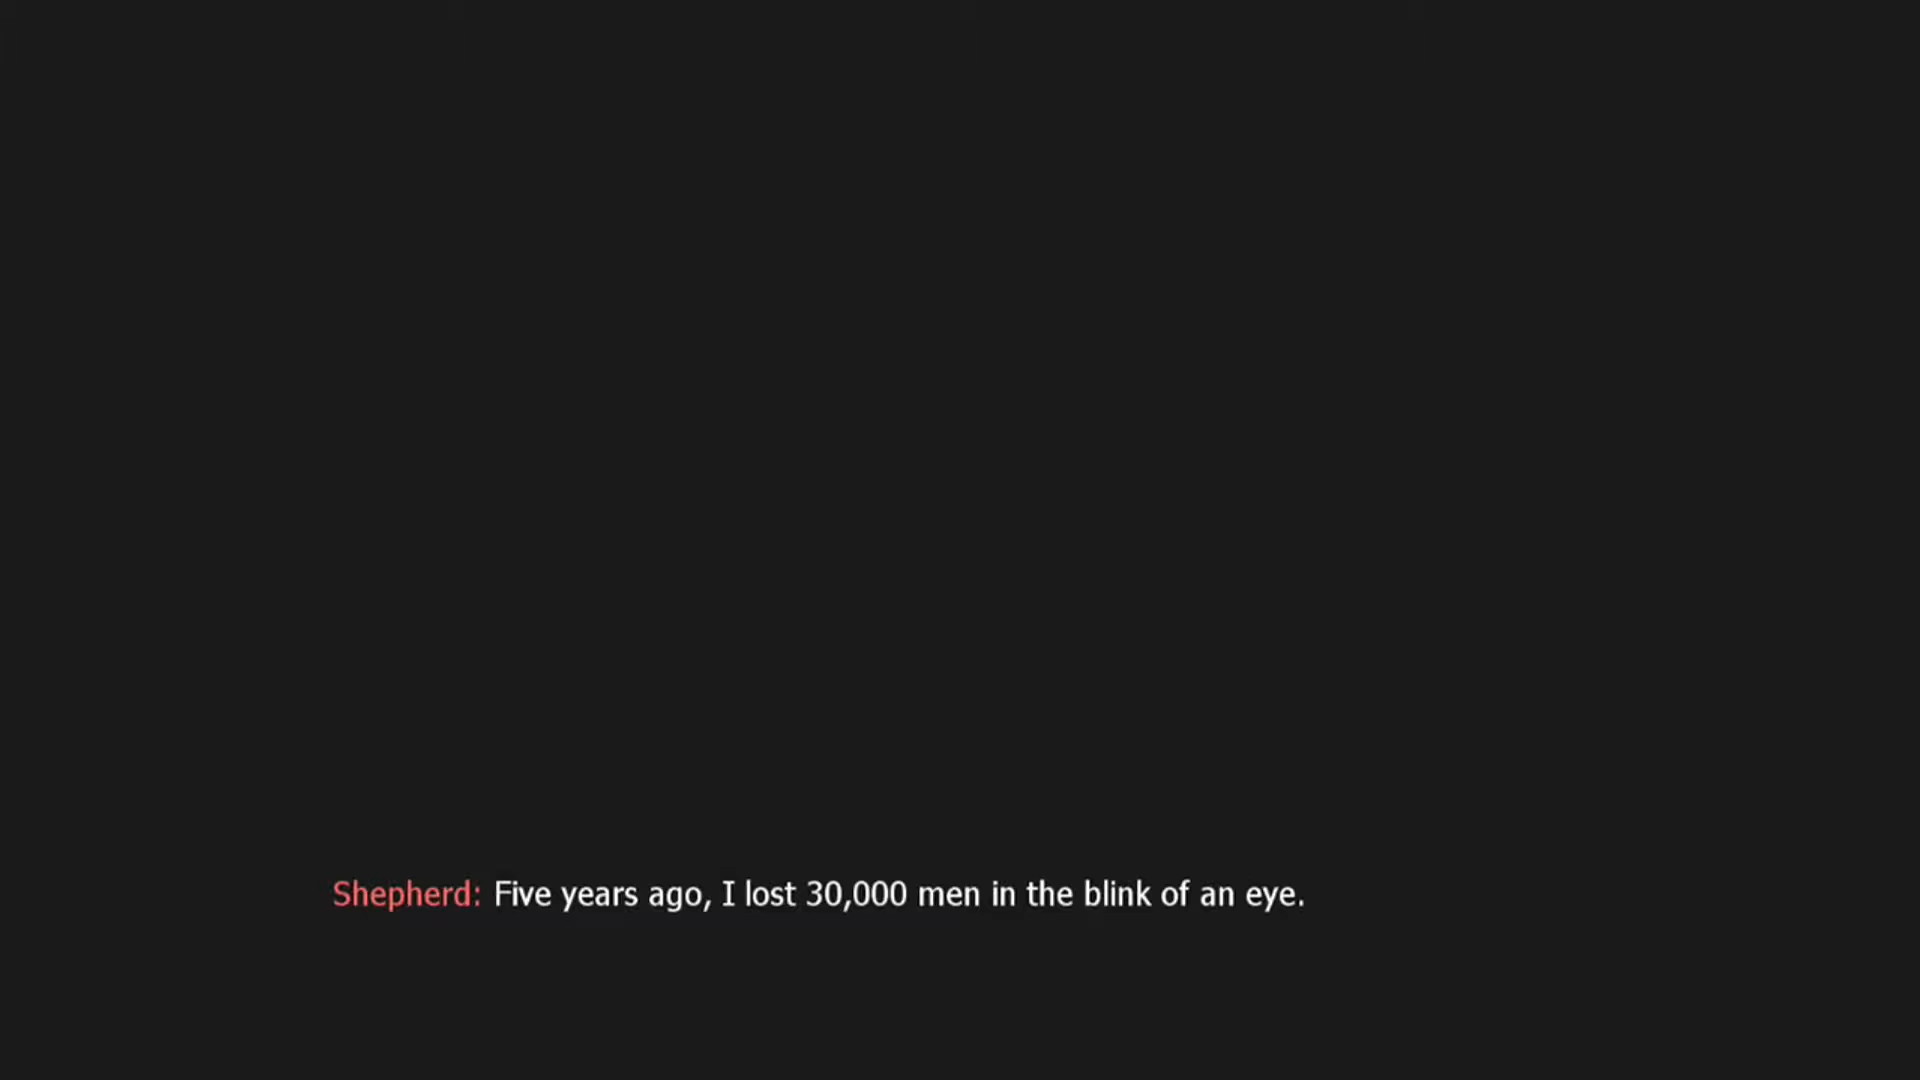 Shepherd: Five years ago, I lost 30,000 men in the blink of an eye.